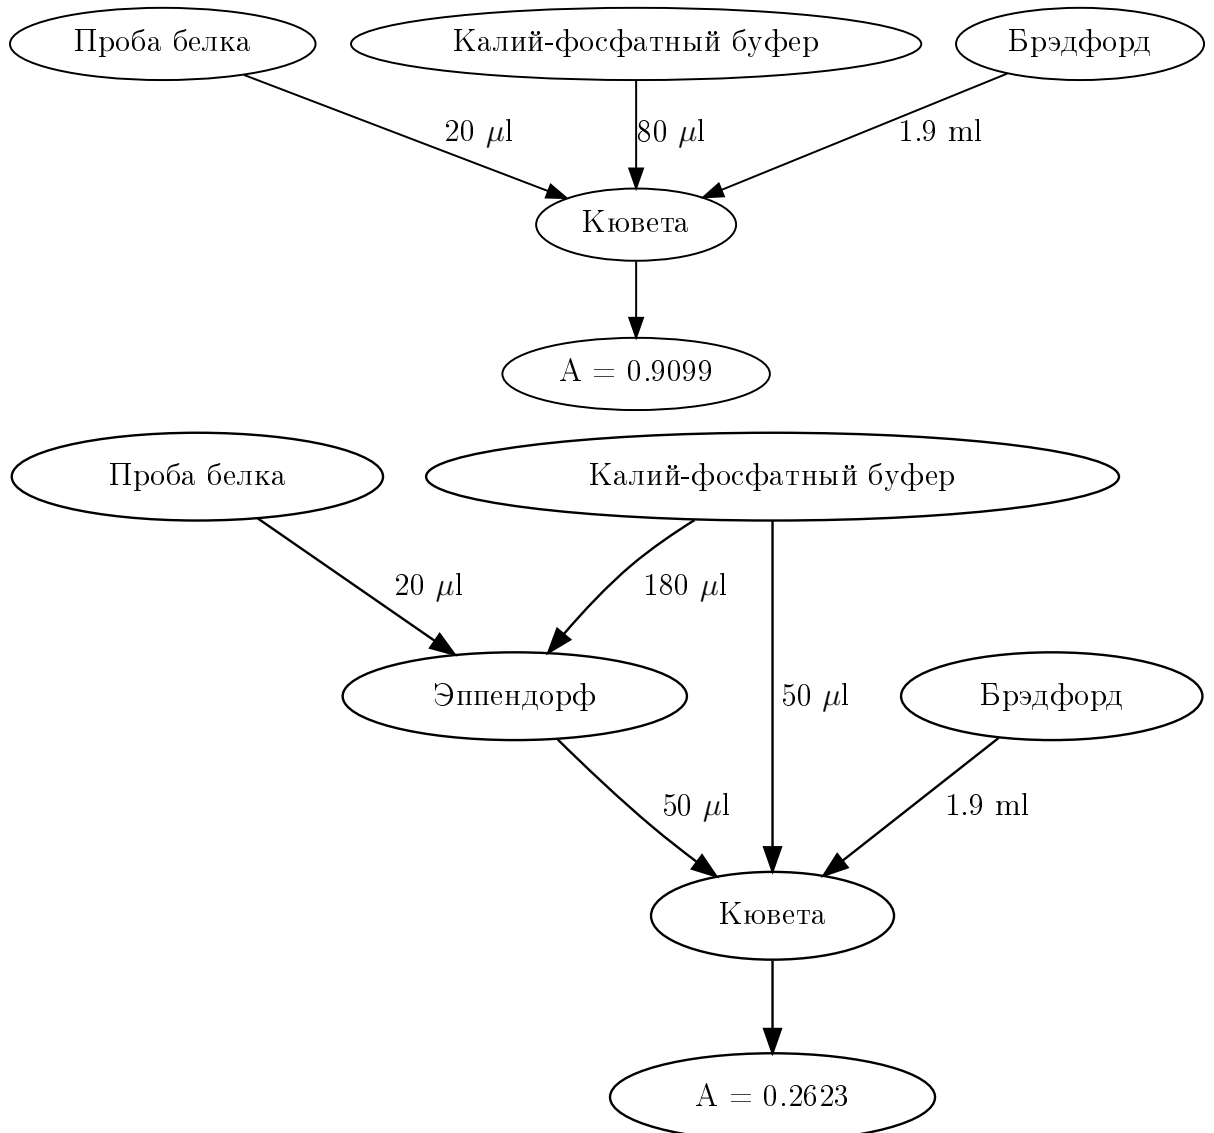 Проба белка
Калий-фосфатный буфер
Брэдфорд
20 μl
80 μl
1.9 ml
Кювета
A = 0.9099
Проба белка
Калий-фосфатный буфер
20 μl
180 μl
Эппендорф
50 μl
Брэдфорд
50 μl
1.9 ml
Кювета
A = 0.2623